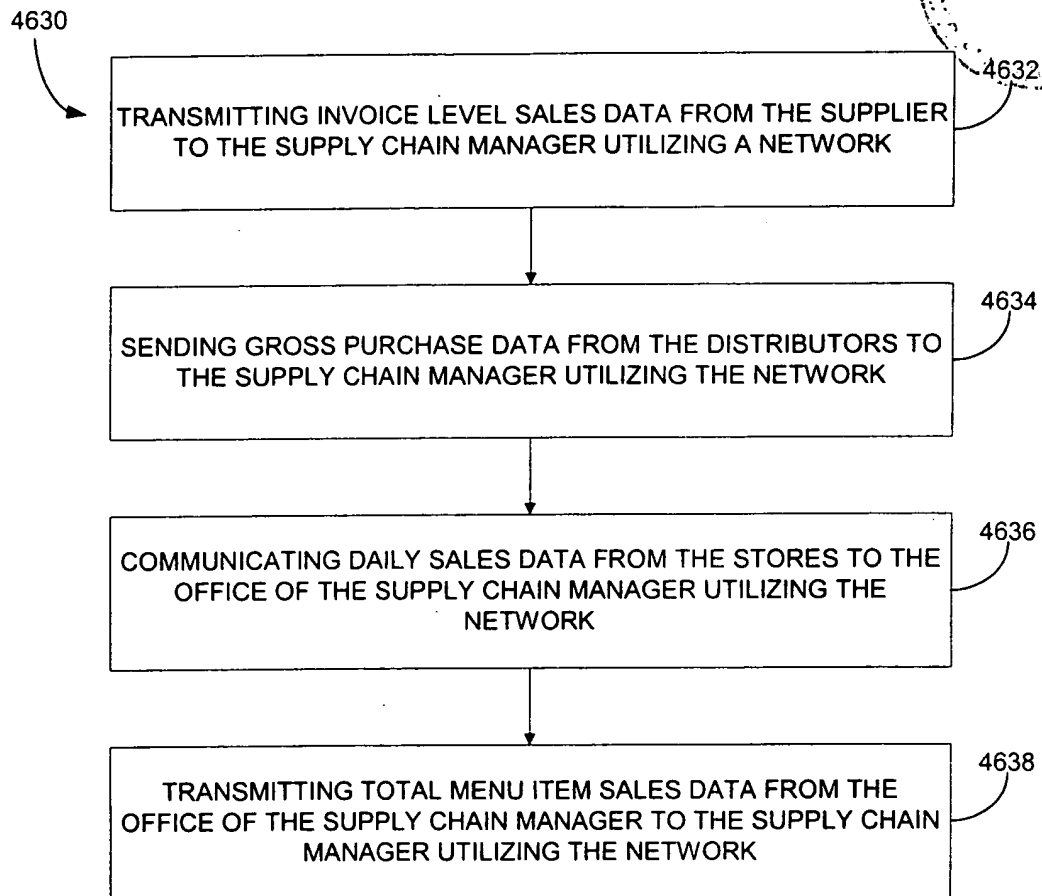 4630
4632
TRANSMITTING INVOICE LEVEL SALES DATA FROM THE SUPPLIER
TO THE SUPPLY CHAIN MANAGER UTILIZING A NETWORK
4634
SENDING GROSS PURCHASE DATA FROM THE DISTRIBUTORS TO
THE SUPPLY CHAIN MANAGER UTILIZING THE NETWORK
4636
COMMUNICATING DAILY SALES DATA FROM THE STORES TO THE
OFFICE OF THE SUPPLY CHAIN MANAGER UTILIZING THE
NETWORK
4638
TRANSMITTING TOTAL MENU ITEM SALES DATA FROM THE
OFFICE OF THE SUPPLY CHAIN MANAGER TO THE SUPPLY CHAIN
MANAGER UTILIZING THE NETWORK